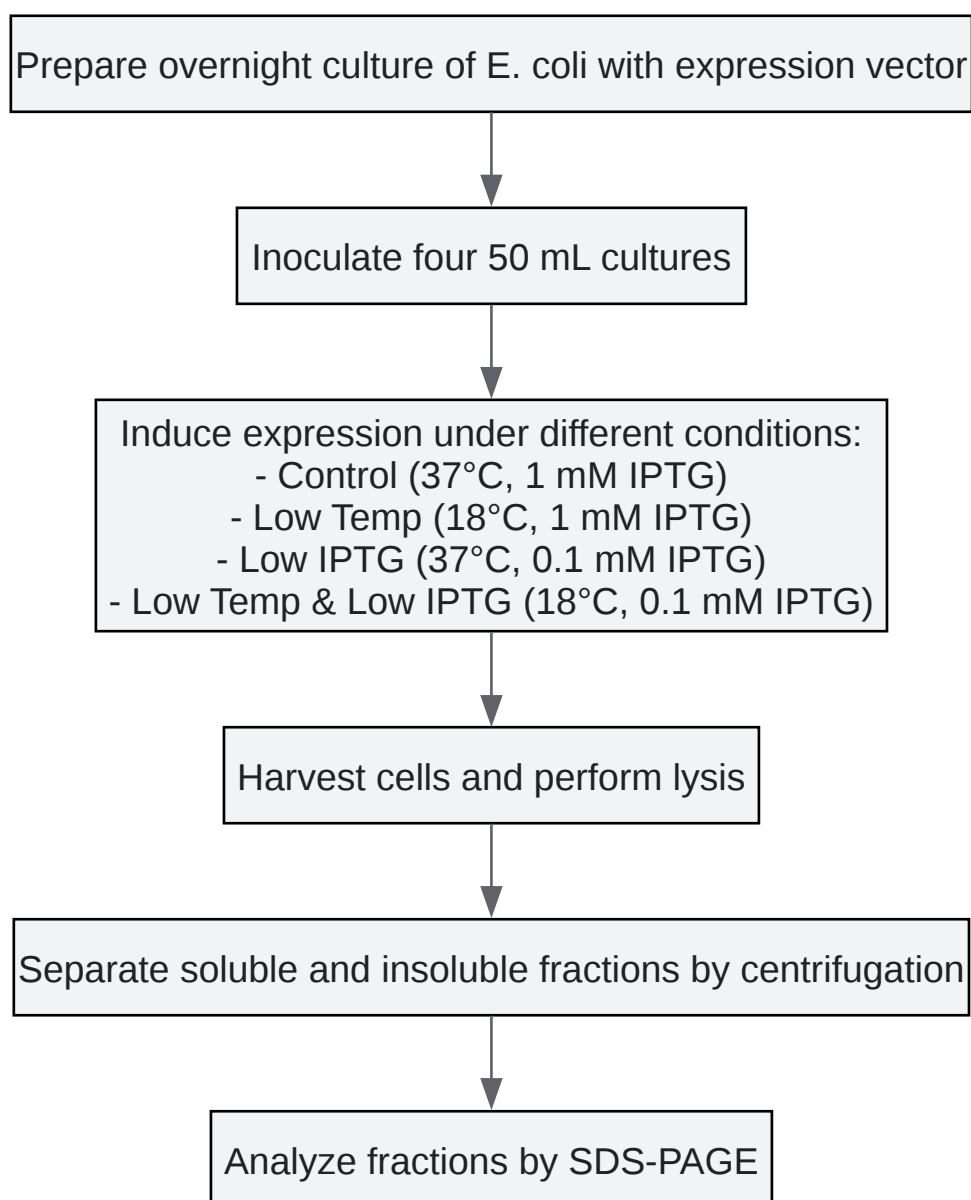 Prepare overnight culture of E. coli with expression vector
Inoculate four 50 mL cultures
Induce expression under different conditions:
- Control (37°C, 1 mM IPTG)
- Low Temp (18°C, 1 mM IPTG)
- Low IPTG (37°C, 0.1 mM IPTG)
- Low Temp & Low IPTG (18°C, 0.1 mM IPTG)
Harvest cells and perform lysis
Separate soluble and insoluble fractions by centrifugation
Analyze fractions by SDS-PAGE